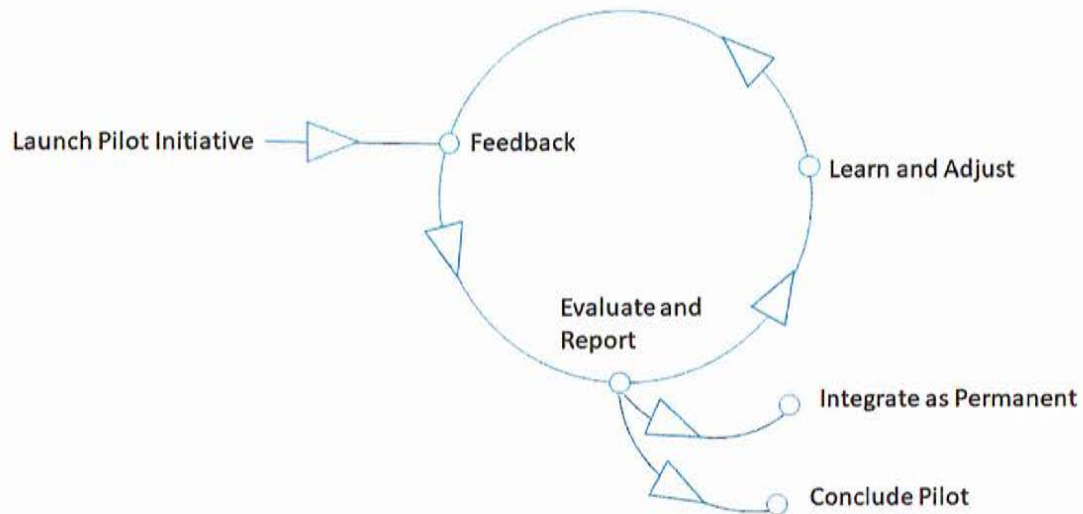 Launch Pilot Initiative
Feedback
Learn and Adjust
Evaluate and
Report
Integrate as Permanent
Conclude Pilot